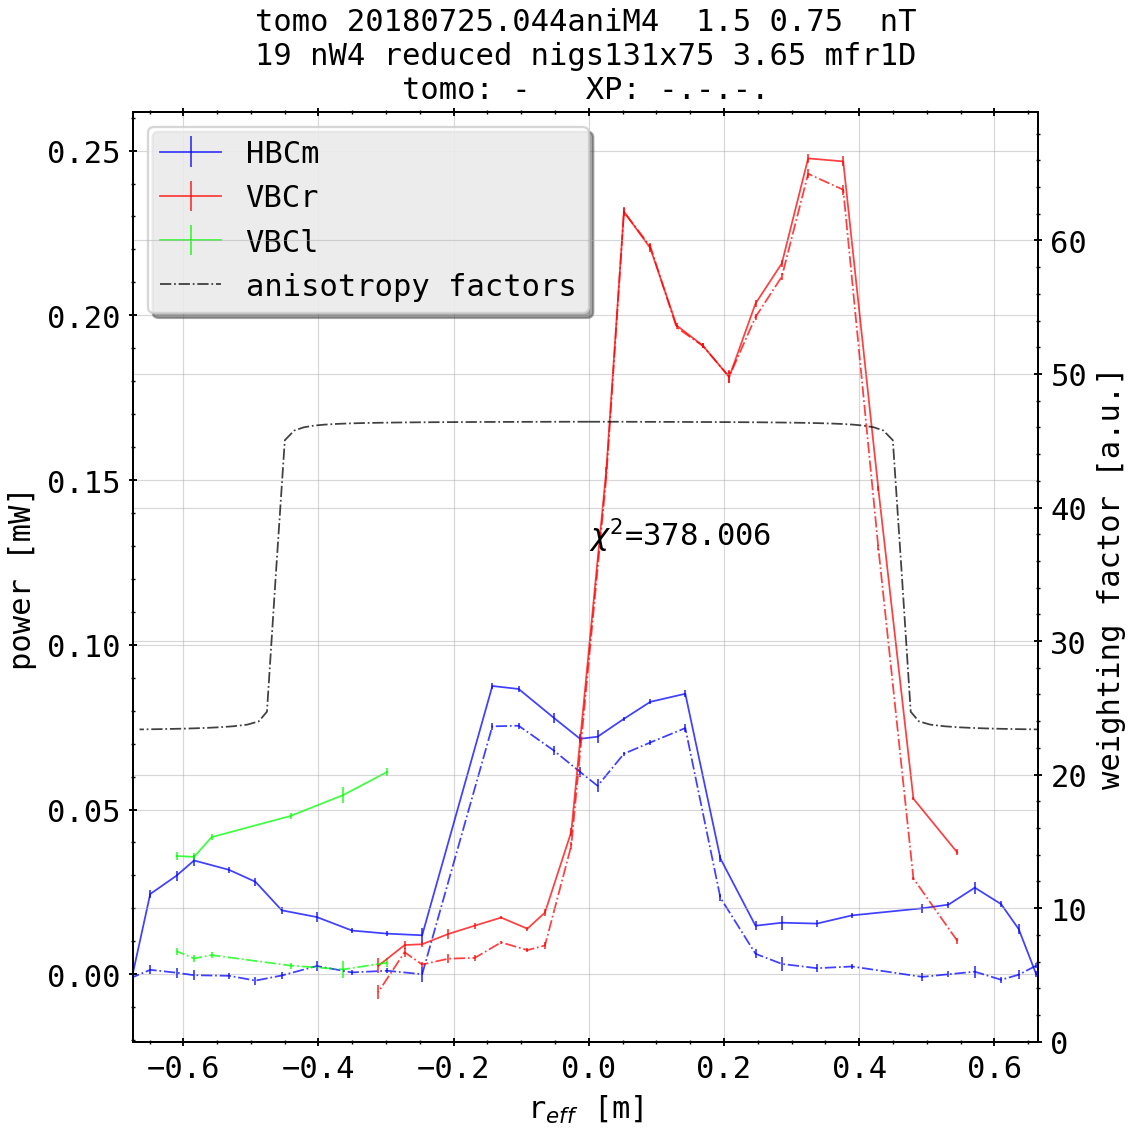 tomo 20180725.044aniM4  1.5 0.75  nT
19 nW4 reduced nigs131x75 3.65 mfr1D
tomo: -   XP: -.-.-.
HBCm
VBCr
VBCl
anisotropy factors
χ²=378.006
power [mW]
0.25
0.20
0.15
0.10
0.05
0.00
60
50
40
30
20
10
0
weighting factor [a.u.]
−0.6
−0.4
−0.2
0.0
0.2
0.4
0.6
r_eff [m]